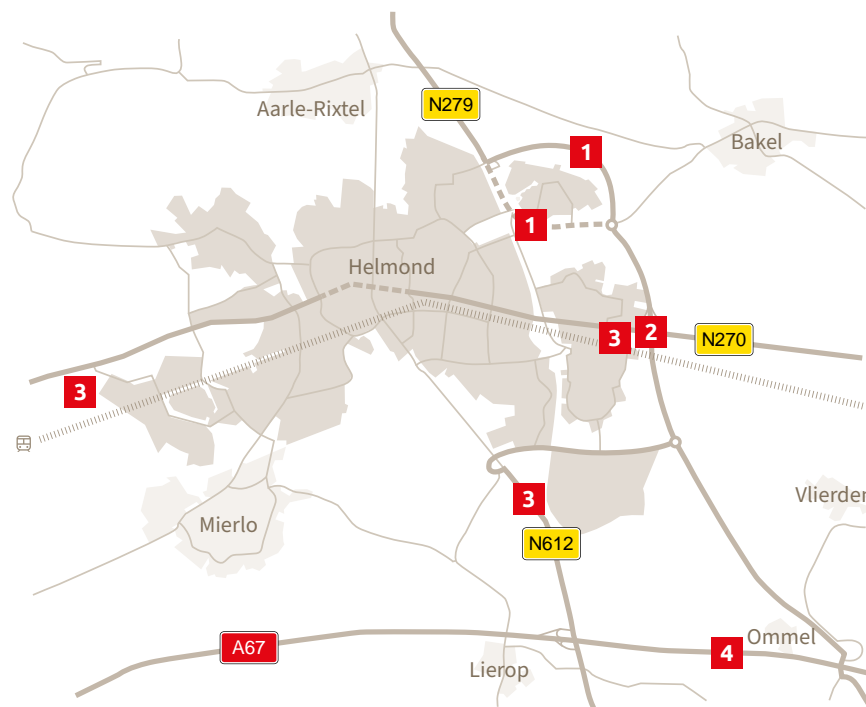 N279
Aarle-Rixtel
Bakel
1
1
Helmond
3
2
N270
3
Vlierden
3
Mierlo
N612
A67
Ommel
4
Lierop